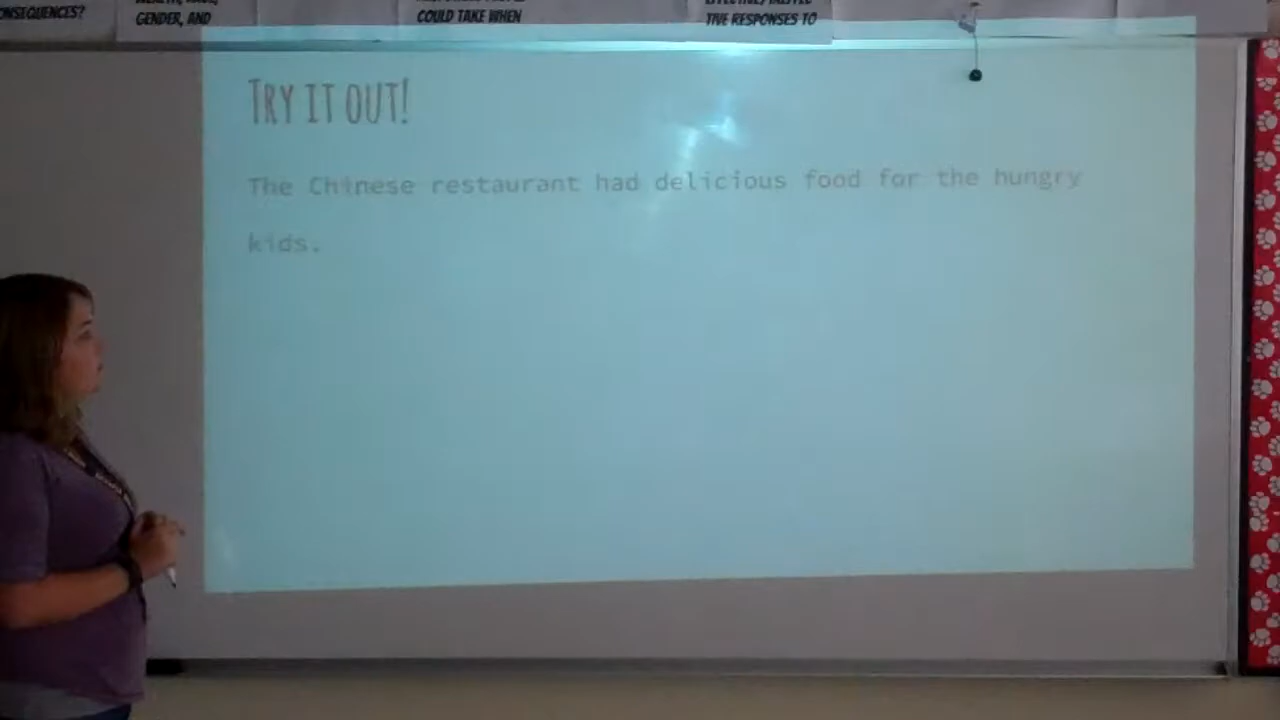 ONSEQUENCES?
GENDER, AND
COULD TAKE WHEN
TIVE RESPONSES TO
TRY IT OUT!
The Chinese restaurant had delicious food for the hungry
kids.